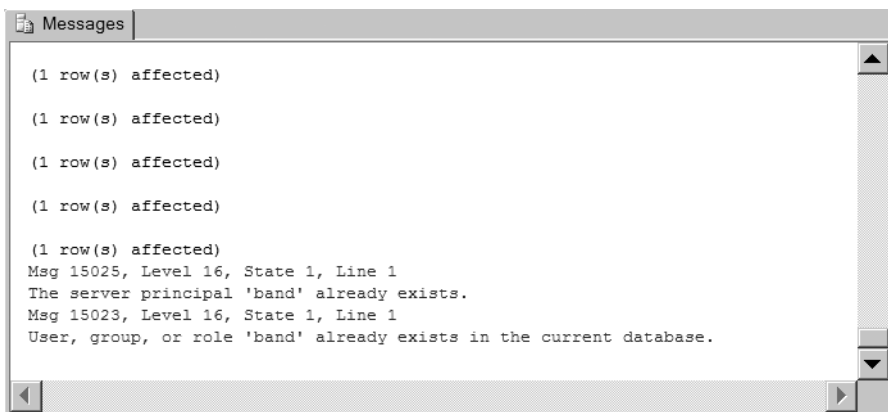 Messages
(1 row(s) affected)
(1 row(s) affected)
(1 row(s) affected)
(1 row(s) affected)
(1 row(s) affected)
Msg 15025, Level 16, State 1, Line 1
The server principal 'band' already exists.
Msg 15023, Level 16, State 1, Line 1
User, group, or role 'band' already exists in the current database.